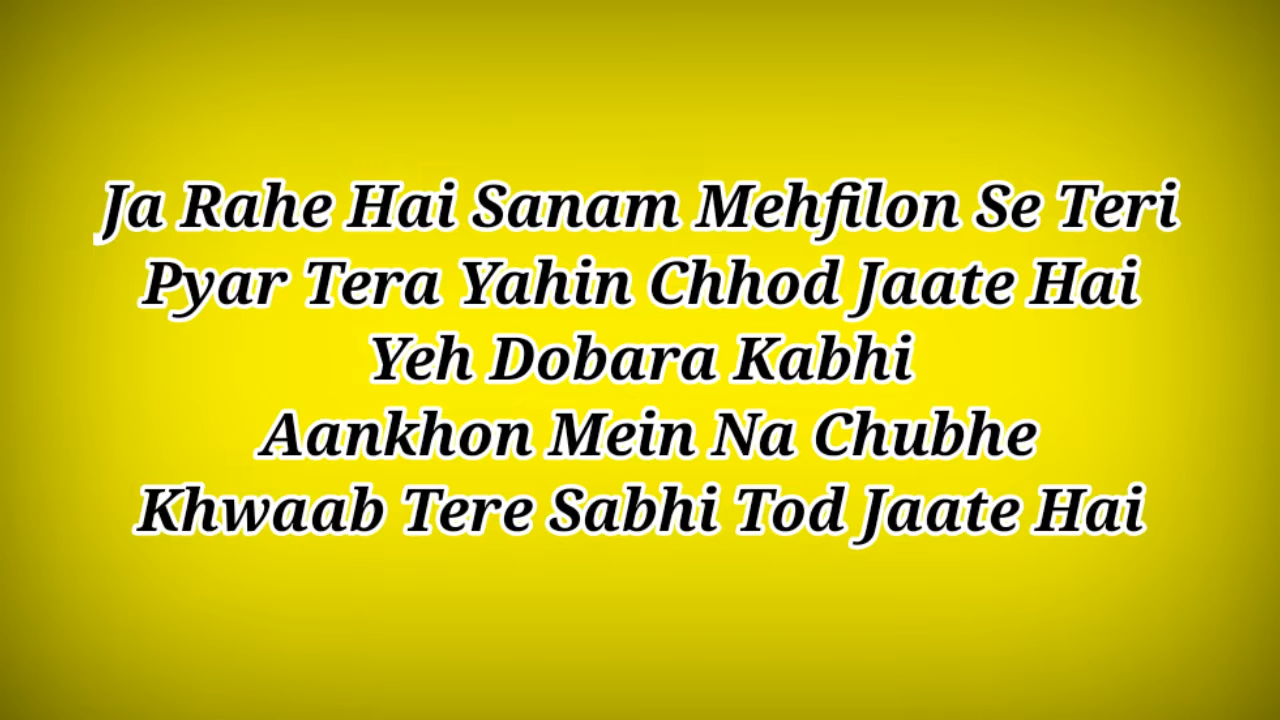 Ja Rahe Hai Sanam Mehfilon Se Teri
Pyar Tera Yahin Chhod Jaate Hai
Yeh Dobara Kabhi
Aankhon Mein Na Chubhe
Khwaab Tere Sabhi Tod Jaate Hai